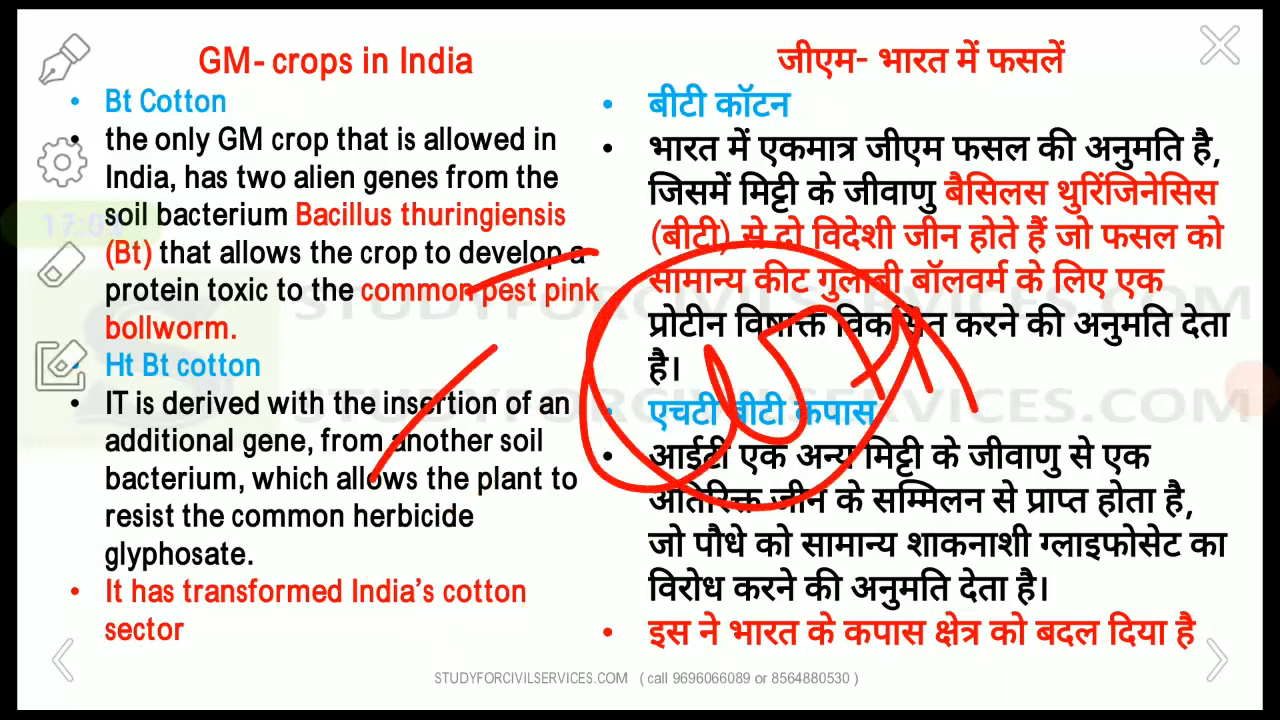 GM- crops in India
• Bt Cotton
• the only GM crop that is allowed in
India, has two alien genes from the
soil bacterium Bacillus thuringiensis
(Bt) that allows the crop to develop a
protein toxic to the common pest pink
bollworm.
• Ht Bt cotton
• IT is derived with the insertion of an
additional gene, from another soil
bacterium, which allows the plant to
resist the common herbicide
glyphosate.
• It has transformed India's cotton
sector
जीएम- भारत में फसलें
• बीटी कॉटन
• भारत में एकमात्र जीएम फसल की अनुमति है,
जिसमें मिट्टी के जीवाणु बैसिलस थुरिंजिनेसिस
(बीटी) से दो विदेशी जीन होते हैं जो फसल को
सामान्य कीट गुलाबी बॉलवर्म के लिए एक
प्रोटीन विषाक्त विकसित करने की अनुमति देता
है।
• एचटी बीटी कपास
• आईटी एक अन्य मिट्टी के जीवाणु से एक
अतिरिक्त जीन के सम्मिलन से प्राप्त होता है,
जो पौधे को सामान्य शाकनाशी ग्लाइफोसेट का
विरोध करने की अनुमति देता है।
• इस ने भारत के कपास क्षेत्र को बदल दिया है
STUDYFORCIVILSERVICES.COM
STUDYFORCIVILSERVICES.COM
STUDYFORCIVILSERVICES.COM ( call 9696066089 or 8564880530 )